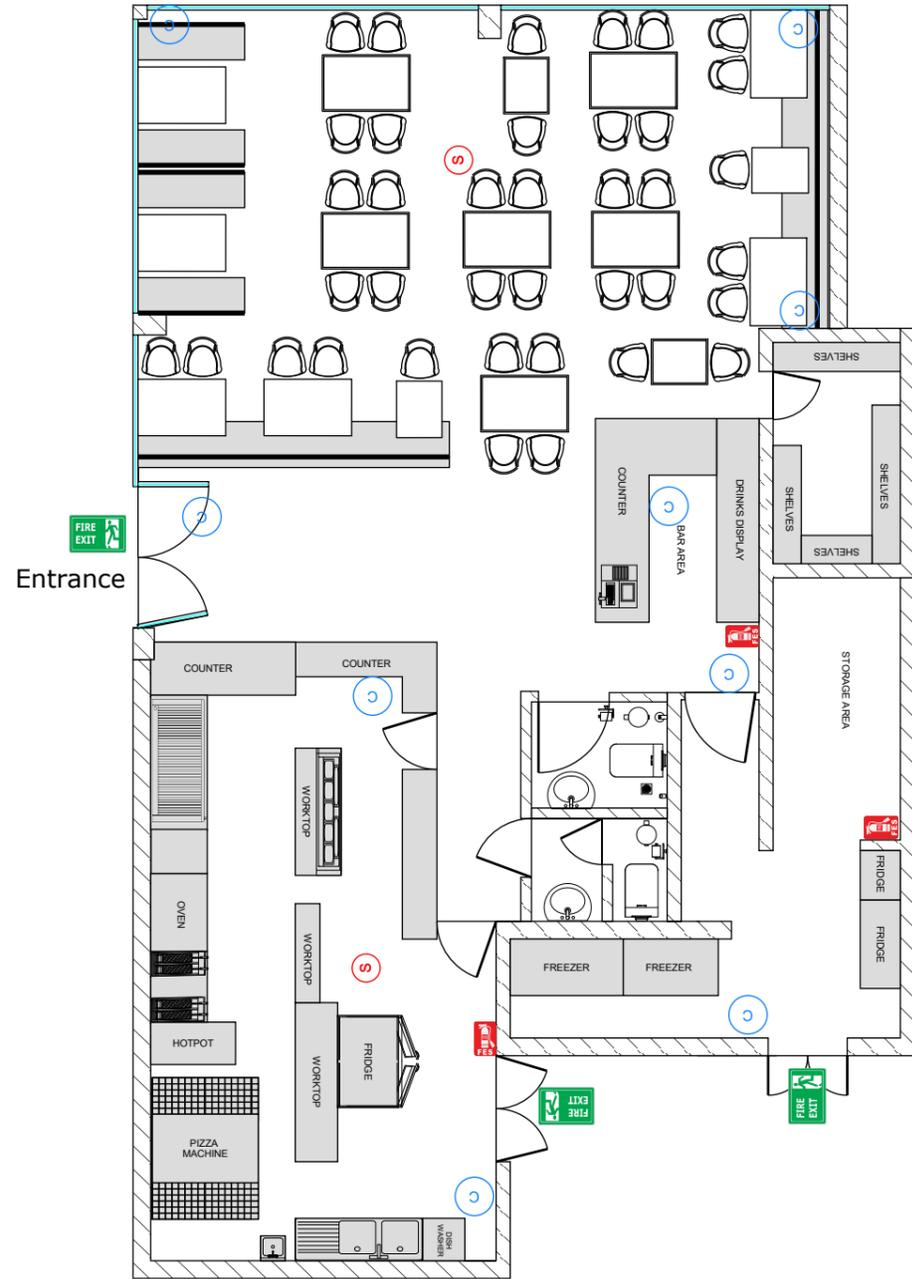 C
C
S
C
SHELVES
COUNTER
DRINKS DISPLAY
SHELVES
SHELVES
C
C
FIRE
EXIT
BAR AREA
SHELVES
Entrance
FES
COUNTER
COUNTER
C
C
STORAGE AREA
WORKTOP
FES
FRIDGE
OVEN
WORKTOP
S
FREEZER
FREEZER
FRIDGE
C
HOTPOT
FES
WORKTOP
FRIDGE
FIRE
EXIT
FIRE
EXIT
PIZZA
MACHINE
C
DISH
WASHER